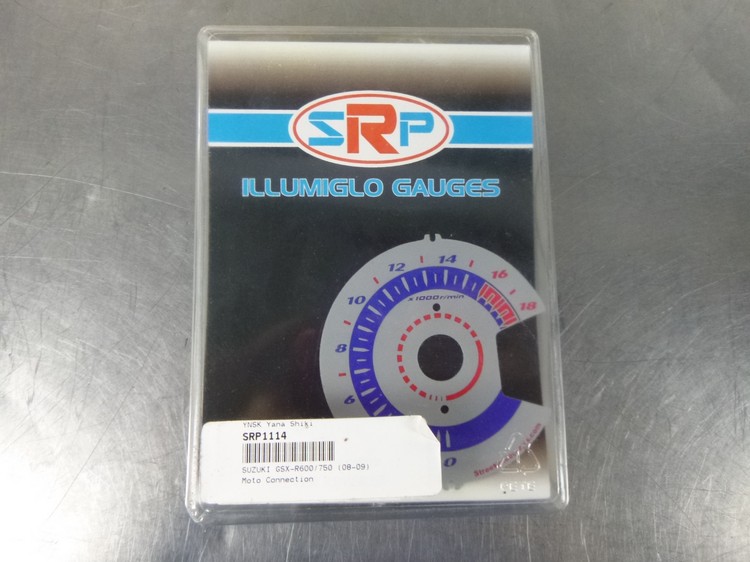 SRP
ILLUMIGLO GAUGES
14
12
16
10
x1000r/min
18
8
6
0
YNSK Yana Shiki
SRP1114
SUZUKI GSX-R600/750 (08-09)
Moto Connection